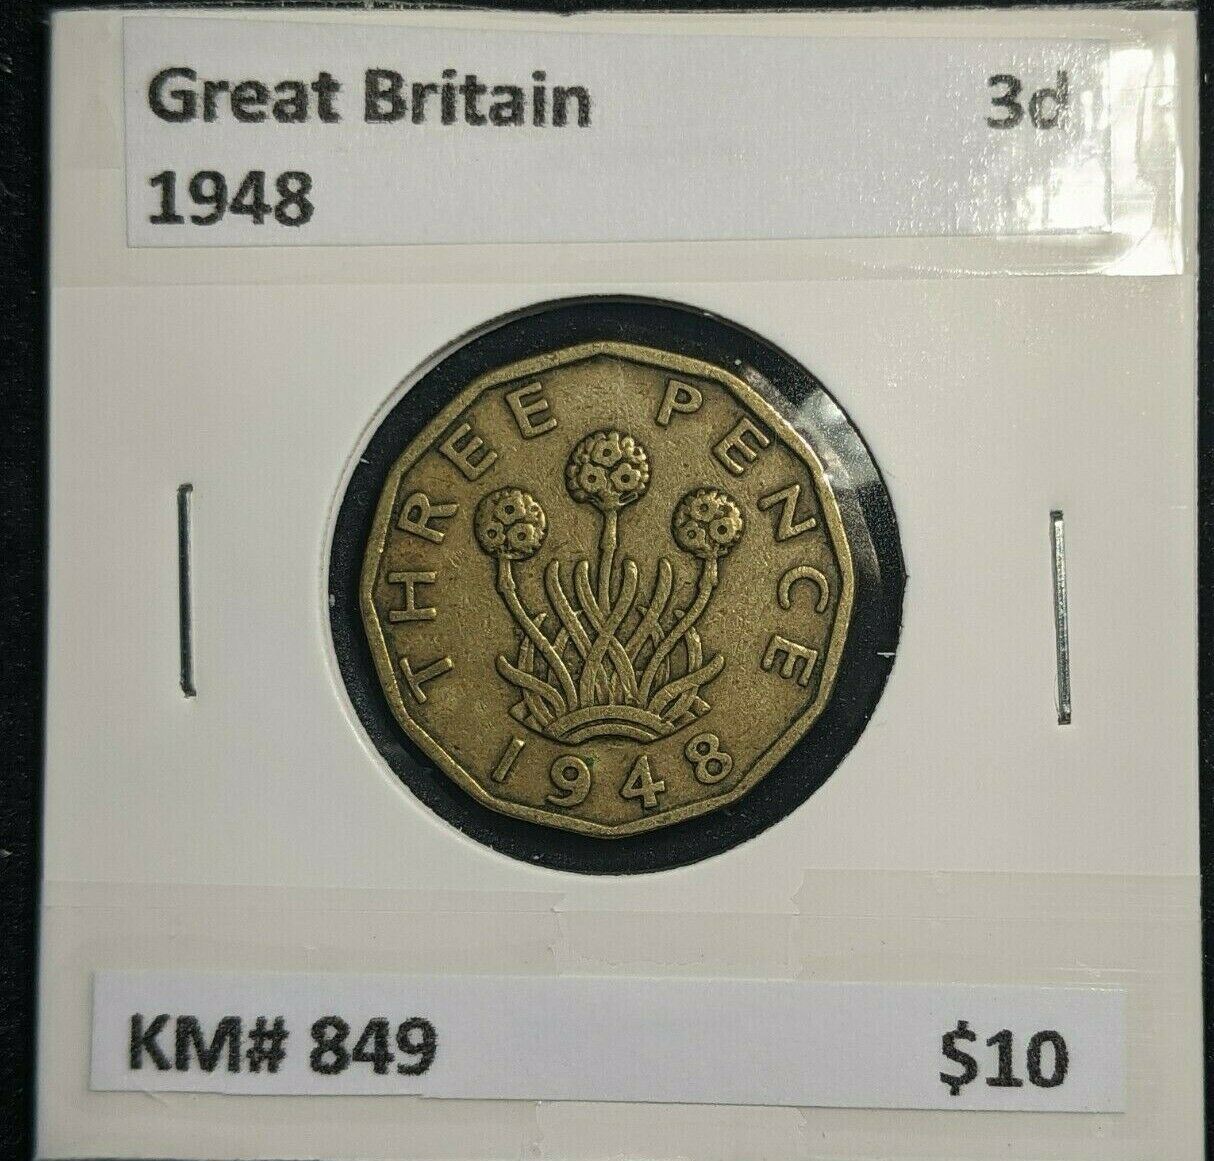 Great Britain 3d
1948
THREE PENCE
1948
KM# 849 $10